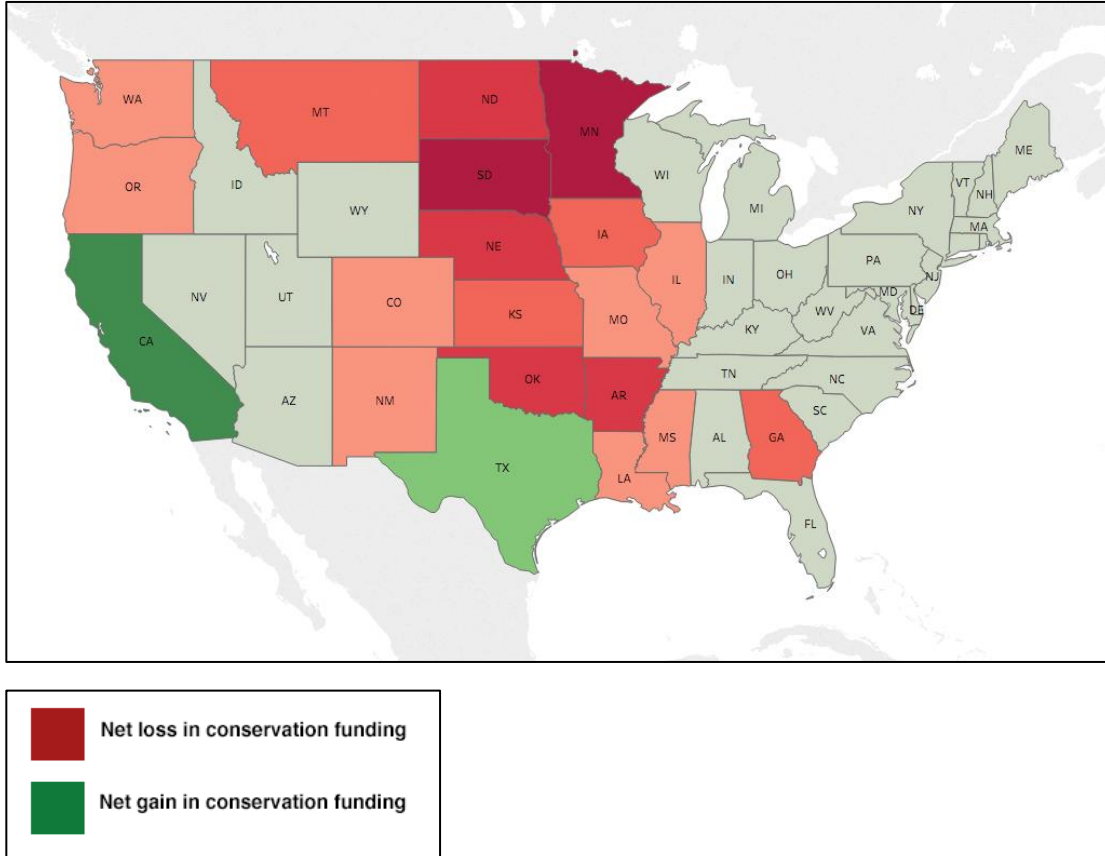 WA
MT
ND
MN
OR
ID
SD
WI
ME
VT
NH
WY
MI
NY
MA
IA
NE
PA
NJ
NV
UT
CO
IL
IN
OH
MD
DE
KS
MO
WV
VA
CA
KY
AZ
NM
OK
AR
TN
NC
SC
MS
AL
GA
TX
LA
FL
Net loss in conservation funding
Net gain in conservation funding